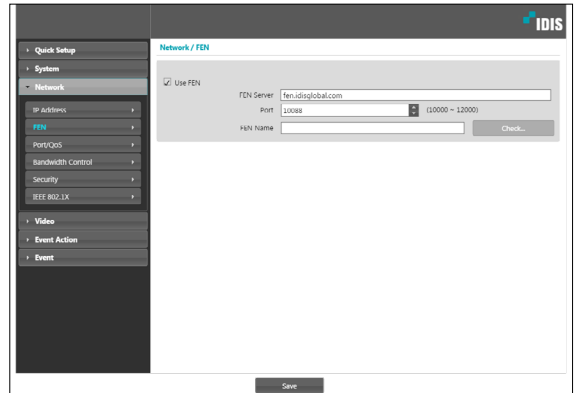 IDIS
Quick Setup
System
Network
IP Address
FEN
Port/QoS
Bandwidth Control
Security
IEEE 802.1X
Video
Event Action
Event
Network / FEN
Use FEN
FEN Server fen.idisglobal.com
Port 10088 (10000 ~ 12000)
FEN Name Check...
Save